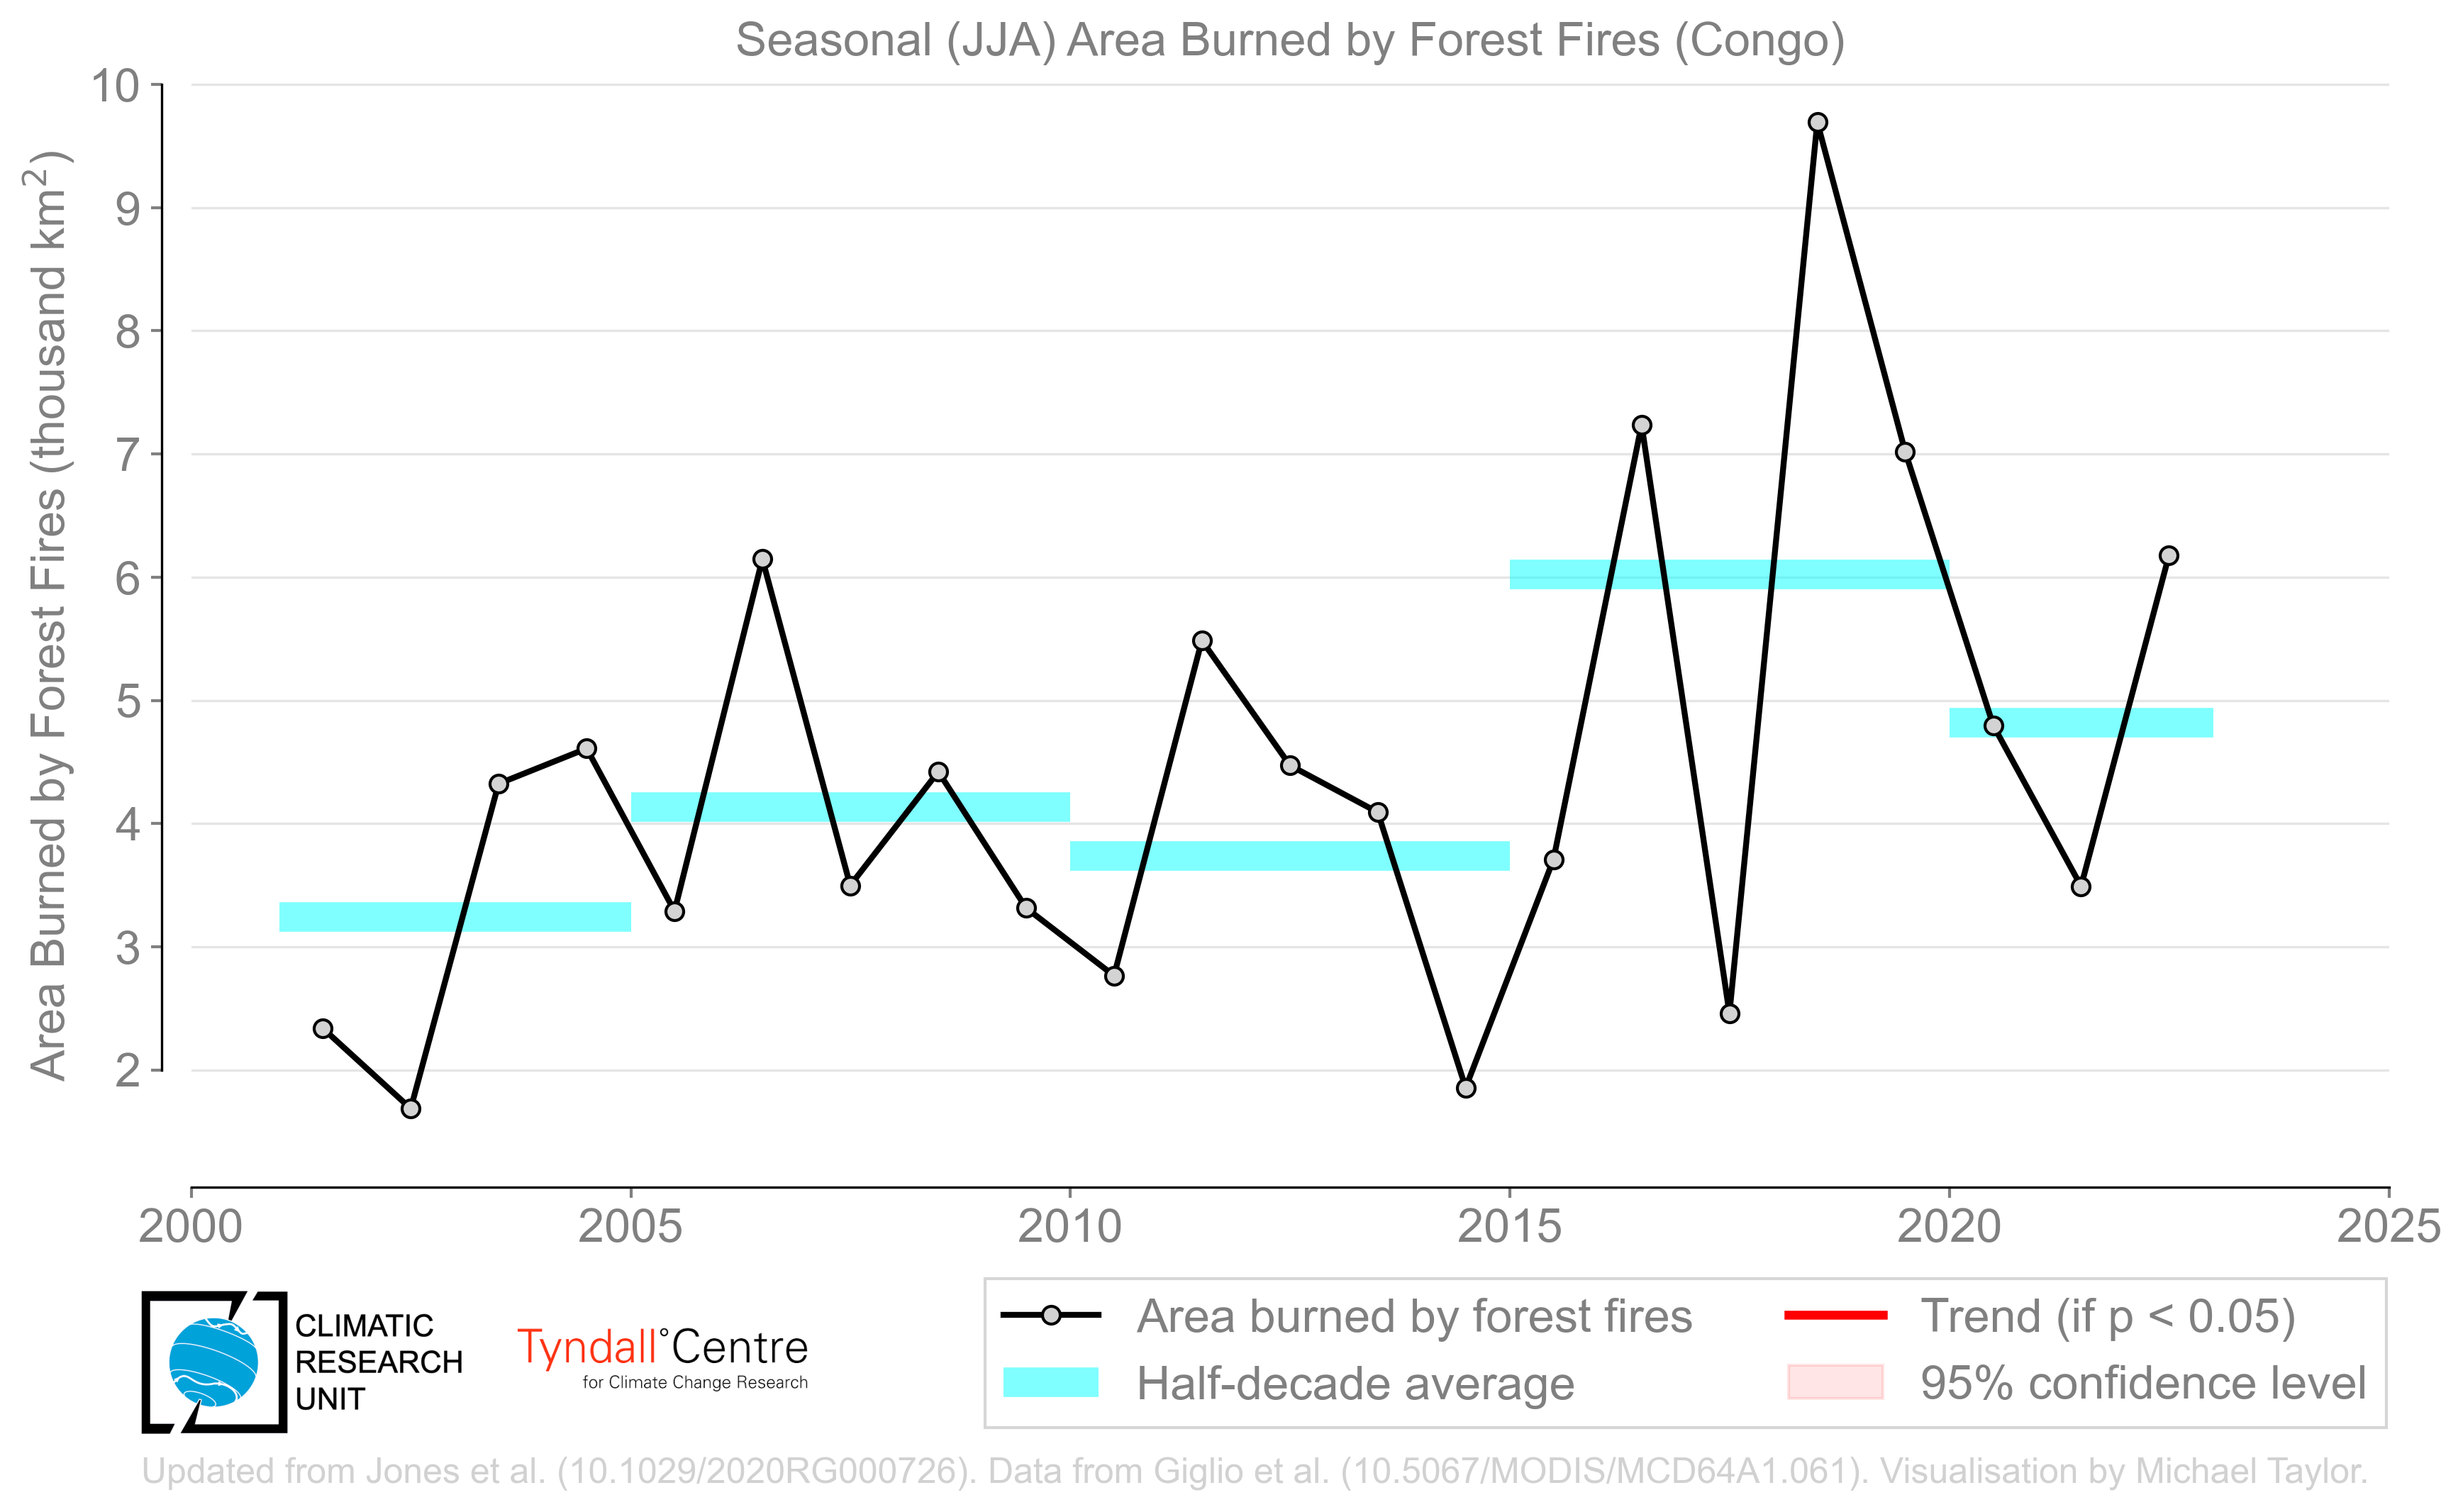 Seasonal (JJA) Area Burned by Forest Fires (Congo)
Area Burned by Forest Fires (thousand km²)
10
9
8
7
6
5
4
3
2
2000 2005 2010 2015 2020 2025
CLIMATIC
RESEARCH
UNIT
Tyndall°Centre
for Climate Change Research
Area burned by forest fires
Half-decade average
Trend (if p < 0.05)
95% confidence level
Updated from Jones et al. (10.1029/2020RG000726). Data from Giglio et al. (10.5067/MODIS/MCD64A1.061). Visualisation by Michael Taylor.